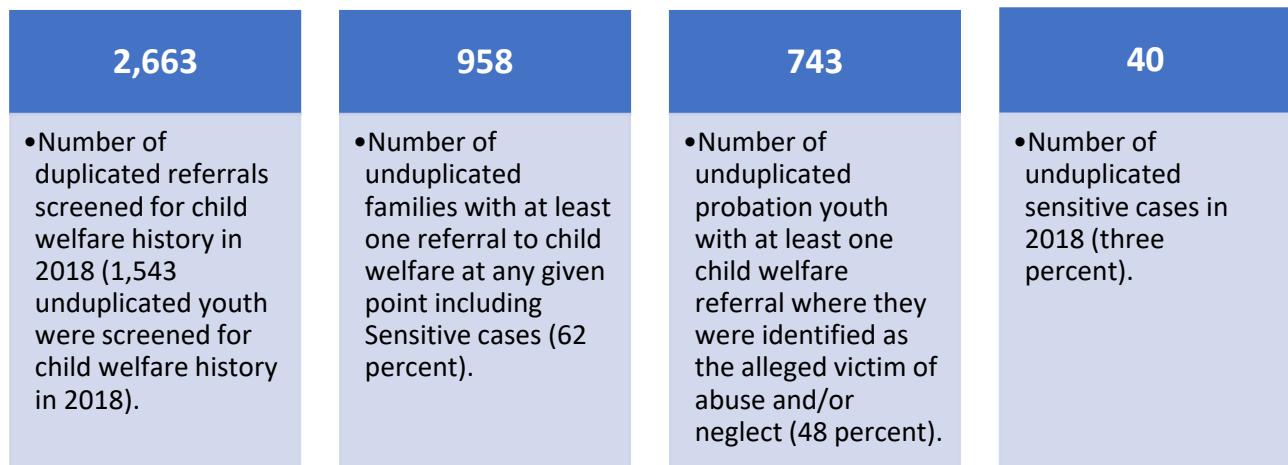 2,663
•Number of
duplicated referrals
screened for child
welfare history in
2018 (1,543
unduplicated youth
were screened for
child welfare history
in 2018).
958
•Number of
unduplicated
families with at least
one referral to child
welfare at any given
point including
Sensitive cases (62
percent).
743
•Number of
unduplicated
probation youth
with at least one
child welfare
referral where they
were identified as
the alleged victim of
abuse and/or
neglect (48 percent).
40
•Number of
unduplicated
sensitive cases in
2018 (three
percent).